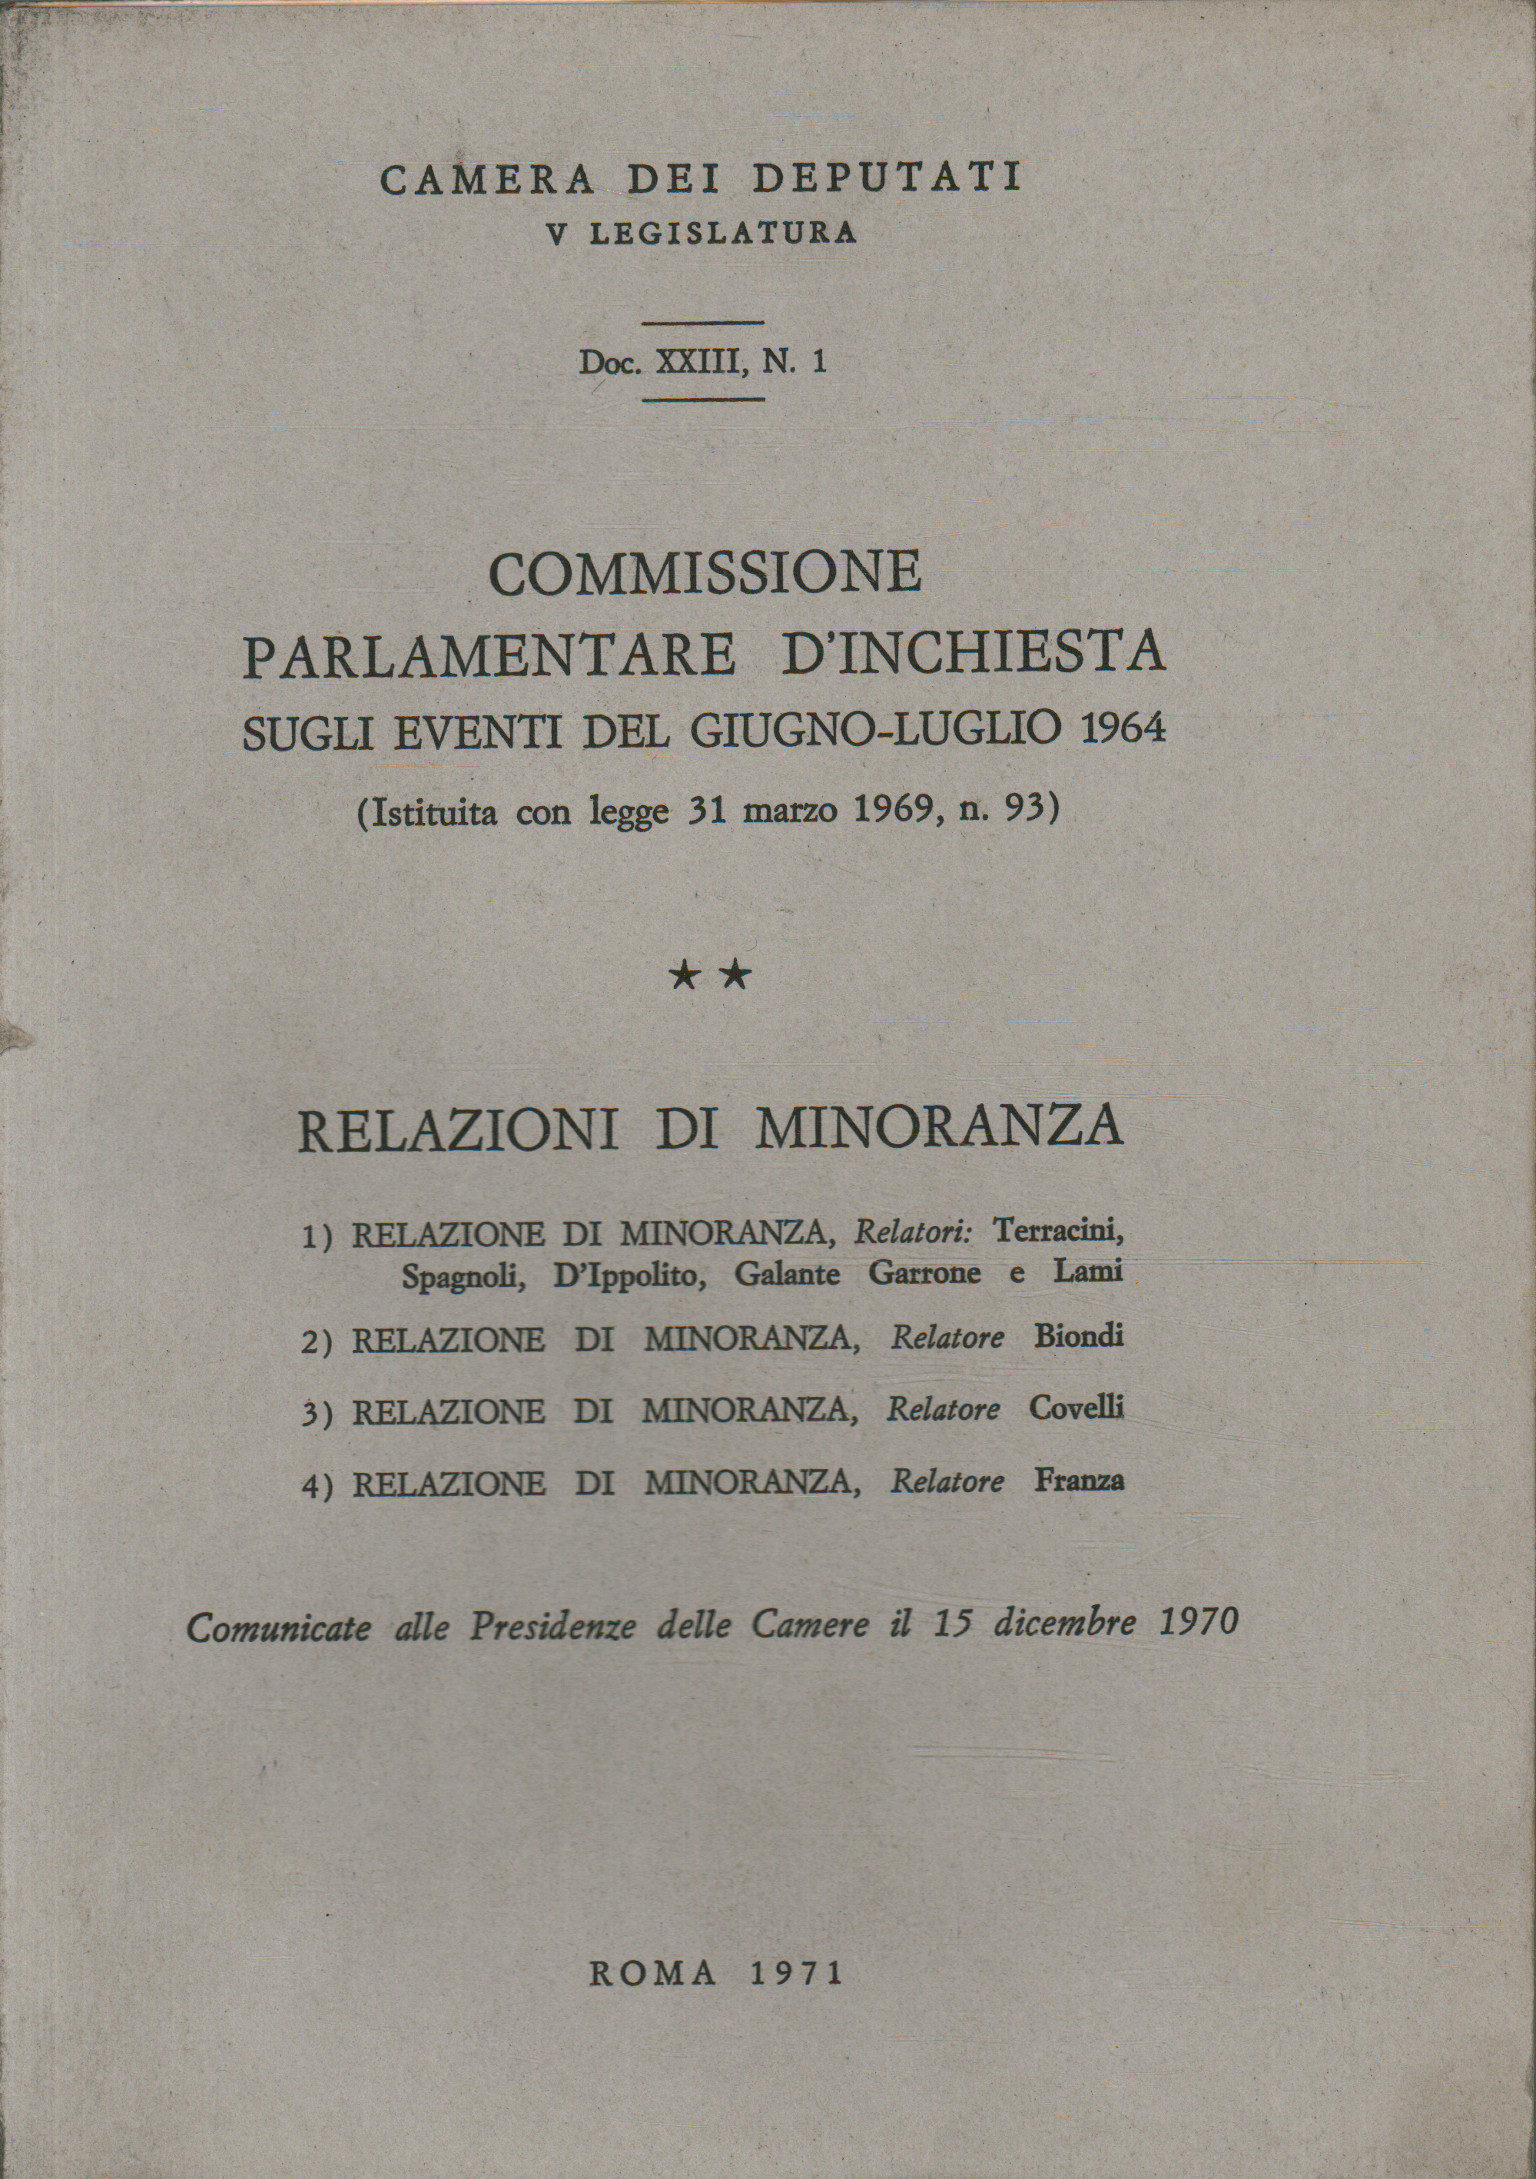 CAMERA DEI DEPUTATI
V LEGISLATURA
Doc. XXIII, N. 1
COMMISSIONE
PARLAMENTARE D'INCHIESTA
SUGLI EVENTI DEL GIUGNO-LUGLIO 1964
(Istituita con legge 31 marzo 1969, n. 93)
★ ★
RELAZIONI DI MINORANZA
1) RELAZIONE DI MINORANZA, Relatori: Terracini,
Spagnoli, D'Ippolito, Galante Garrone e Lami
2) RELAZIONE DI MINORANZA, Relatore Biondi
3) RELAZIONE DI MINORANZA, Relatore Covelli
4) RELAZIONE DI MINORANZA, Relatore Franza
Comunicate alle Presidenze delle Camere il 15 dicembre 1970
ROMA 1971